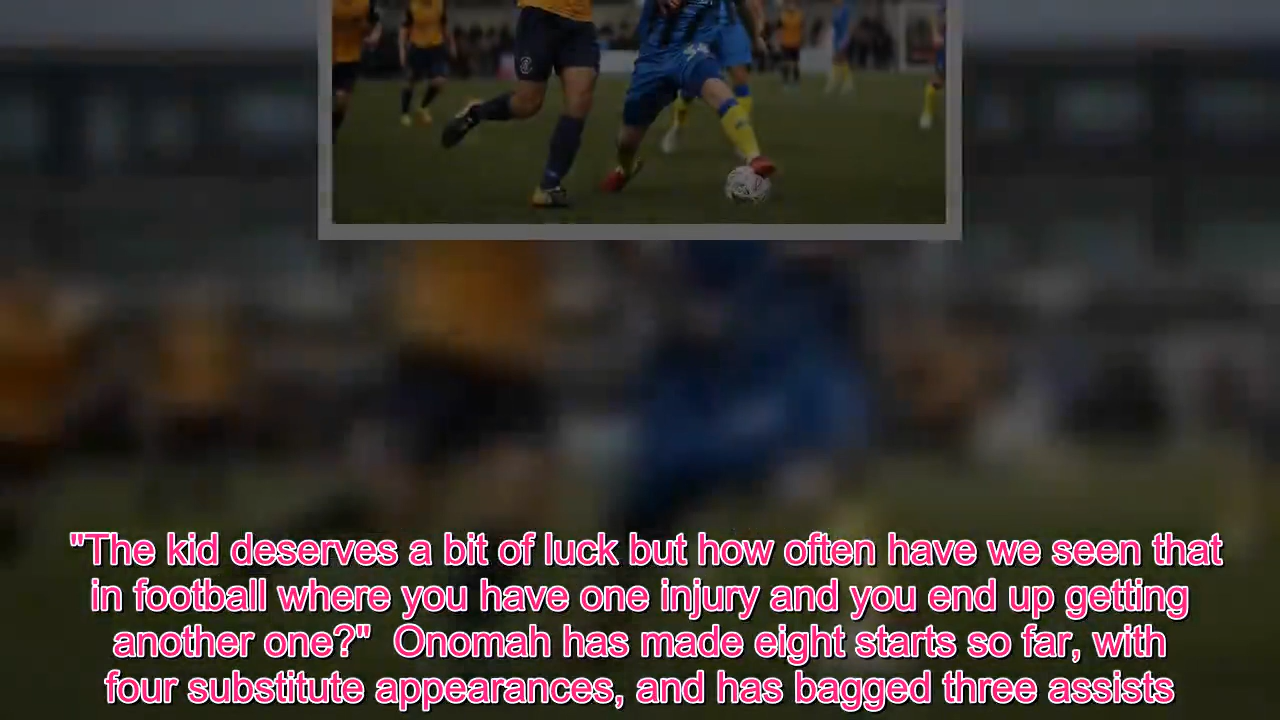 "The kid deserves a bit of luck but how often have we seen that
in football where you have one injury and you end up getting
another one?"  Onomah has made eight starts so far, with
four substitute appearances, and has bagged three assists